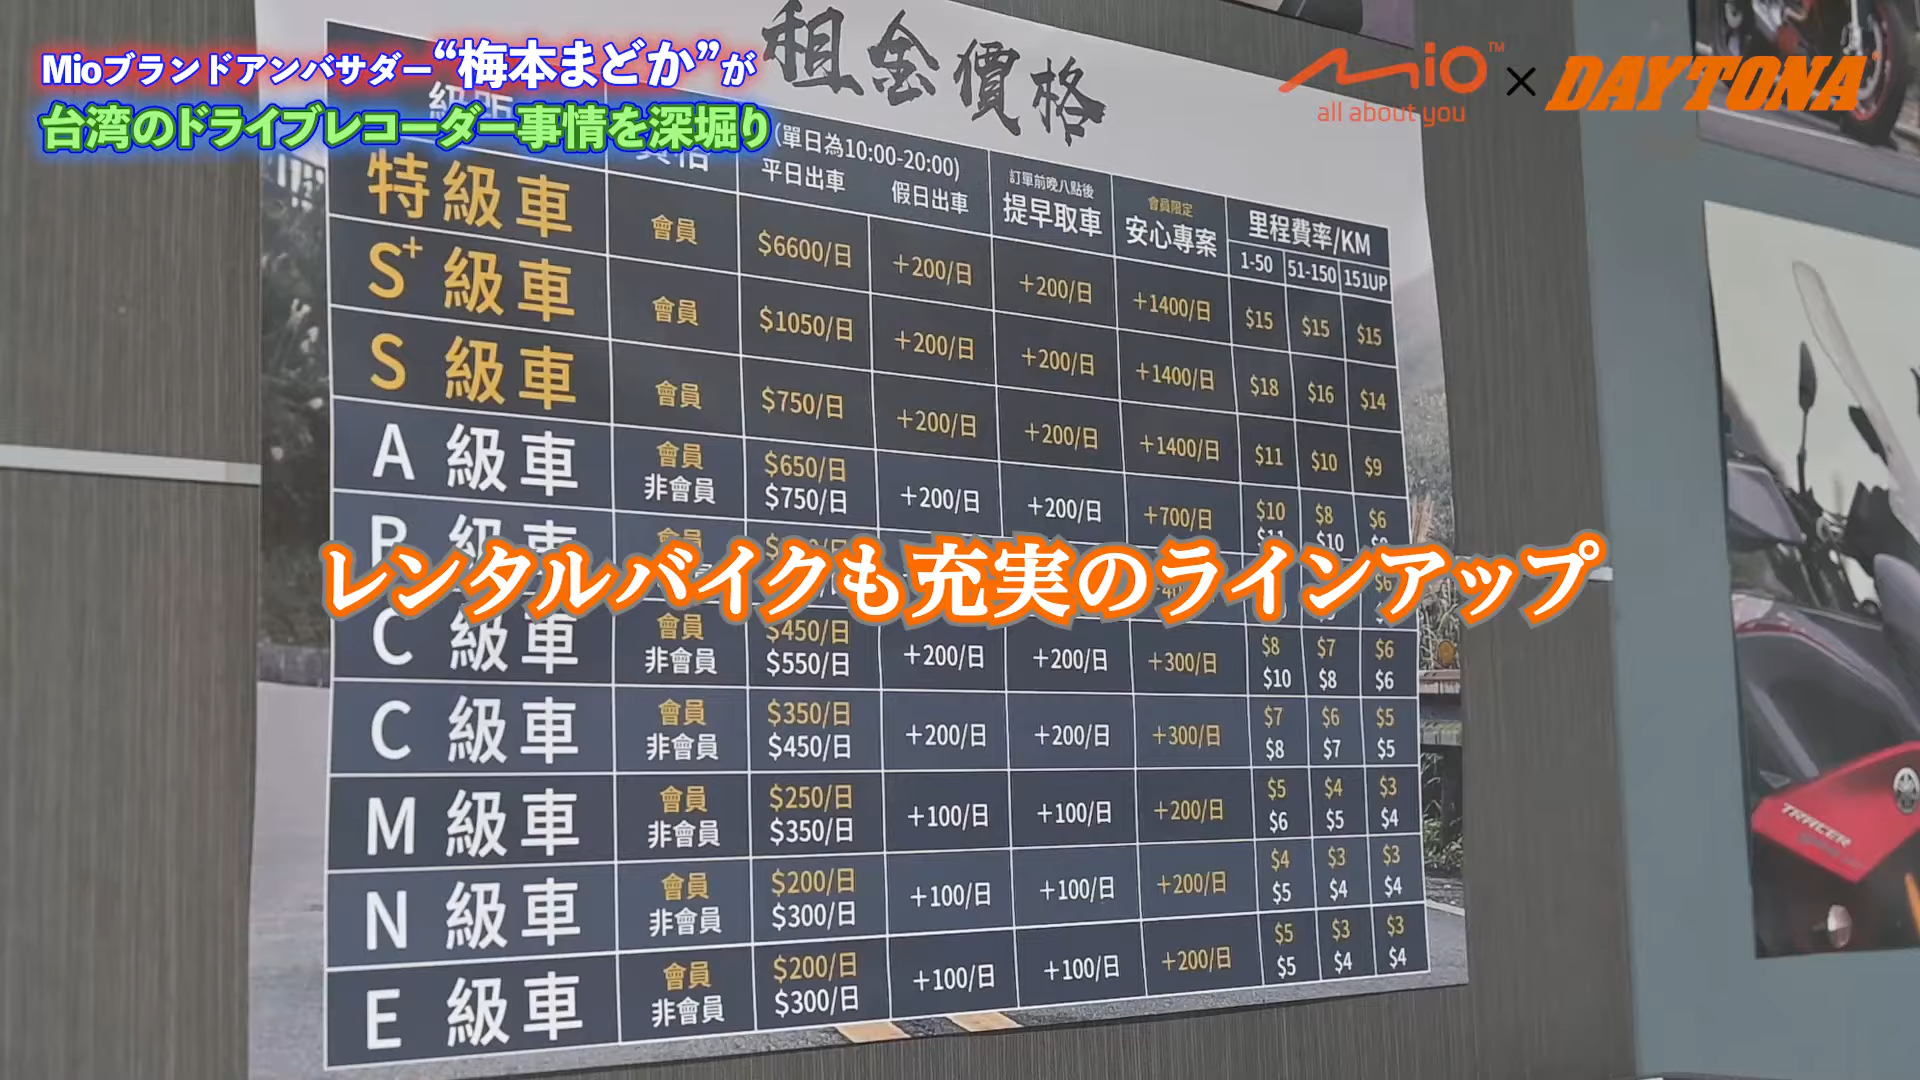 Mioブランドアンバサダー“梅本まどか”が
台湾のドライブレコーダー事情を深堀り
Mio™ × DAYTONA
all about you
租金價格
(單日為10:00-20:00)
平日出車 假日出車
訂單前晚八點後
提早取車
會員限定
安心專案
里程費率/KM
1-50 51-150 151UP
特級車 會員 $6600/日 +200/日 +200/日 +1400/日 $15 $15 $15
S+級車 會員 $1050/日 +200/日 +200/日 +1400/日 $18 $16 $14
S 級車 會員 $750/日 +200/日 +200/日 +1400/日 $11 $10 $9
A 級車 會員 $650/日 +200/日 +200/日 +700/日 $10 $8 $6
非會員 $750/日 $11 $10
レンタルバイクも充実のラインアップ
C 級車 會員 $450/日 +200/日 +200/日 +300/日 $8 $7 $6
非會員 $550/日 $10 $8 $6
C 級車 會員 $350/日 +200/日 +200/日 +300/日 $7 $6 $5
非會員 $450/日 $8 $7 $5
M 級車 會員 $250/日 +100/日 +100/日 +200/日 $5 $4 $3
非會員 $350/日 $6 $5 $4
N 級車 會員 $200/日 +100/日 +100/日 +200/日 $4 $3 $3
非會員 $300/日 $5 $4 $4
E 級車 會員 $200/日 +100/日 +100/日 +200/日 $5 $3 $3
非會員 $300/日 $5 $4 $4
TRACER